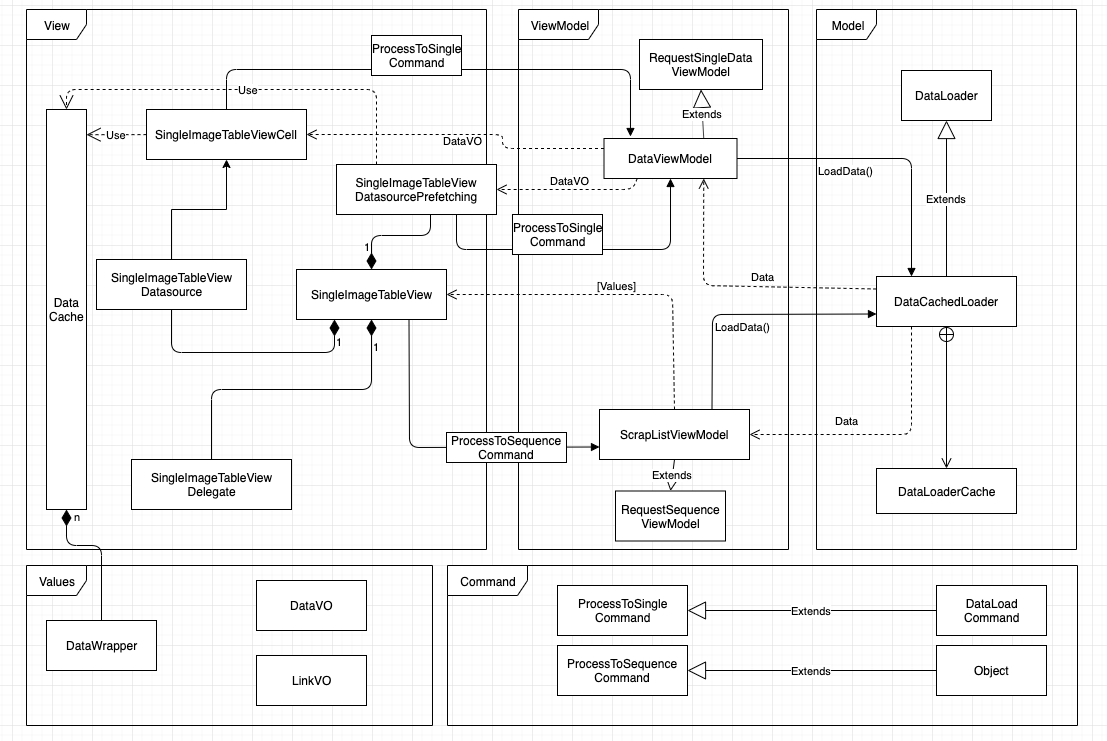 View
ViewModel
Model
ProcessToSingle
Command
RequestSingleData
ViewModel
DataLoader
Use
Extends
Use
SingleImageTableViewCell
DataVO
DataViewModel
LoadData()
SingleImageTableView
DatasourcePrefetching
DataVO
Extends
ProcessToSingle
Command
1
SingleImageTableView
Datasource
Data
Cache
SingleImageTableView
[Values]
Data
DataCachedLoader
LoadData()
1
1
ProcessToSequence
Command
ScrapListViewModel
Data
Extends
SingleImageTableView
Delegate
RequestSequence
ViewModel
DataLoaderCache
n
Values
DataVO
DataWrapper
LinkVO
Command
ProcessToSingle
Command
Extends
DataLoad
Command
ProcessToSequence
Command
Extends
Object